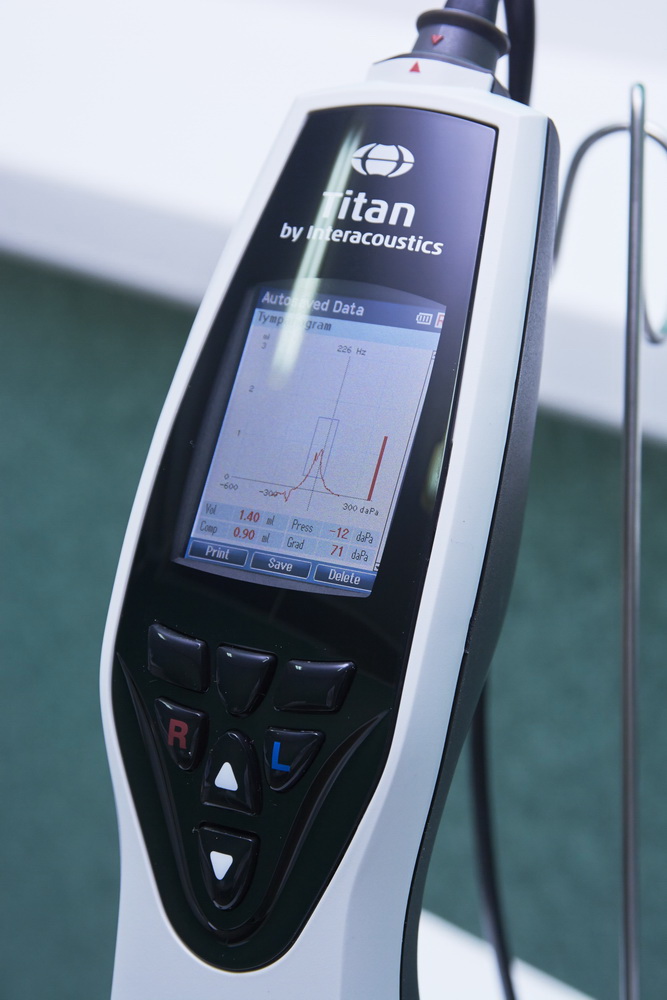 Titan
by Interacoustics
Autosaved Data
R
Tympanogram
ml
3
226 Hz
2
1
0
-600
-300
300 daPa
Vol 1.40 ml Press -12 daPa
Comp 0.90 ml Grad 71 daPa
Print Save Delete
R L